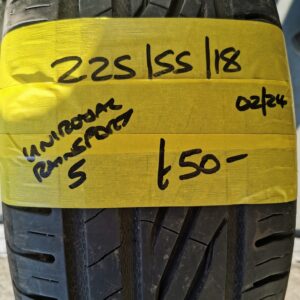 225/55/18
02/24
UNIROYAL
RAINSPORT
5
£50-